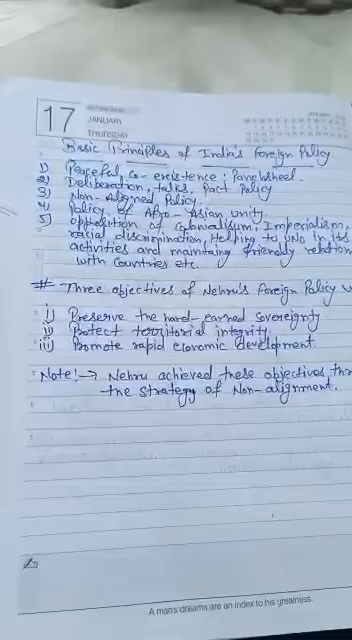 17
JANUARY
THURSDAY
Basic Principles of India's Foreign Policy
1) Peaceful, Co-existence; Panchsheel.
2) Deliberation, talks, Pact Policy
3) Non-Aligned Policy.
4) Policy of Afro-Asian unity.
5) opposition of Colonialism, Imperialism,
racial discrimination, Helping to UNO in its
activities and maintaing friendly relation
with Countries etc.
# Three objectives of Nehru's foreign Policy
i) Preserve the hard-earned Sovereignty
ii) Protect territorial integrity.
iii) Promote rapid economic development.
Note!→ Nehru achieved these objectives
the strategy of Non-alignment.
A man's dreams are an index to his greatness.